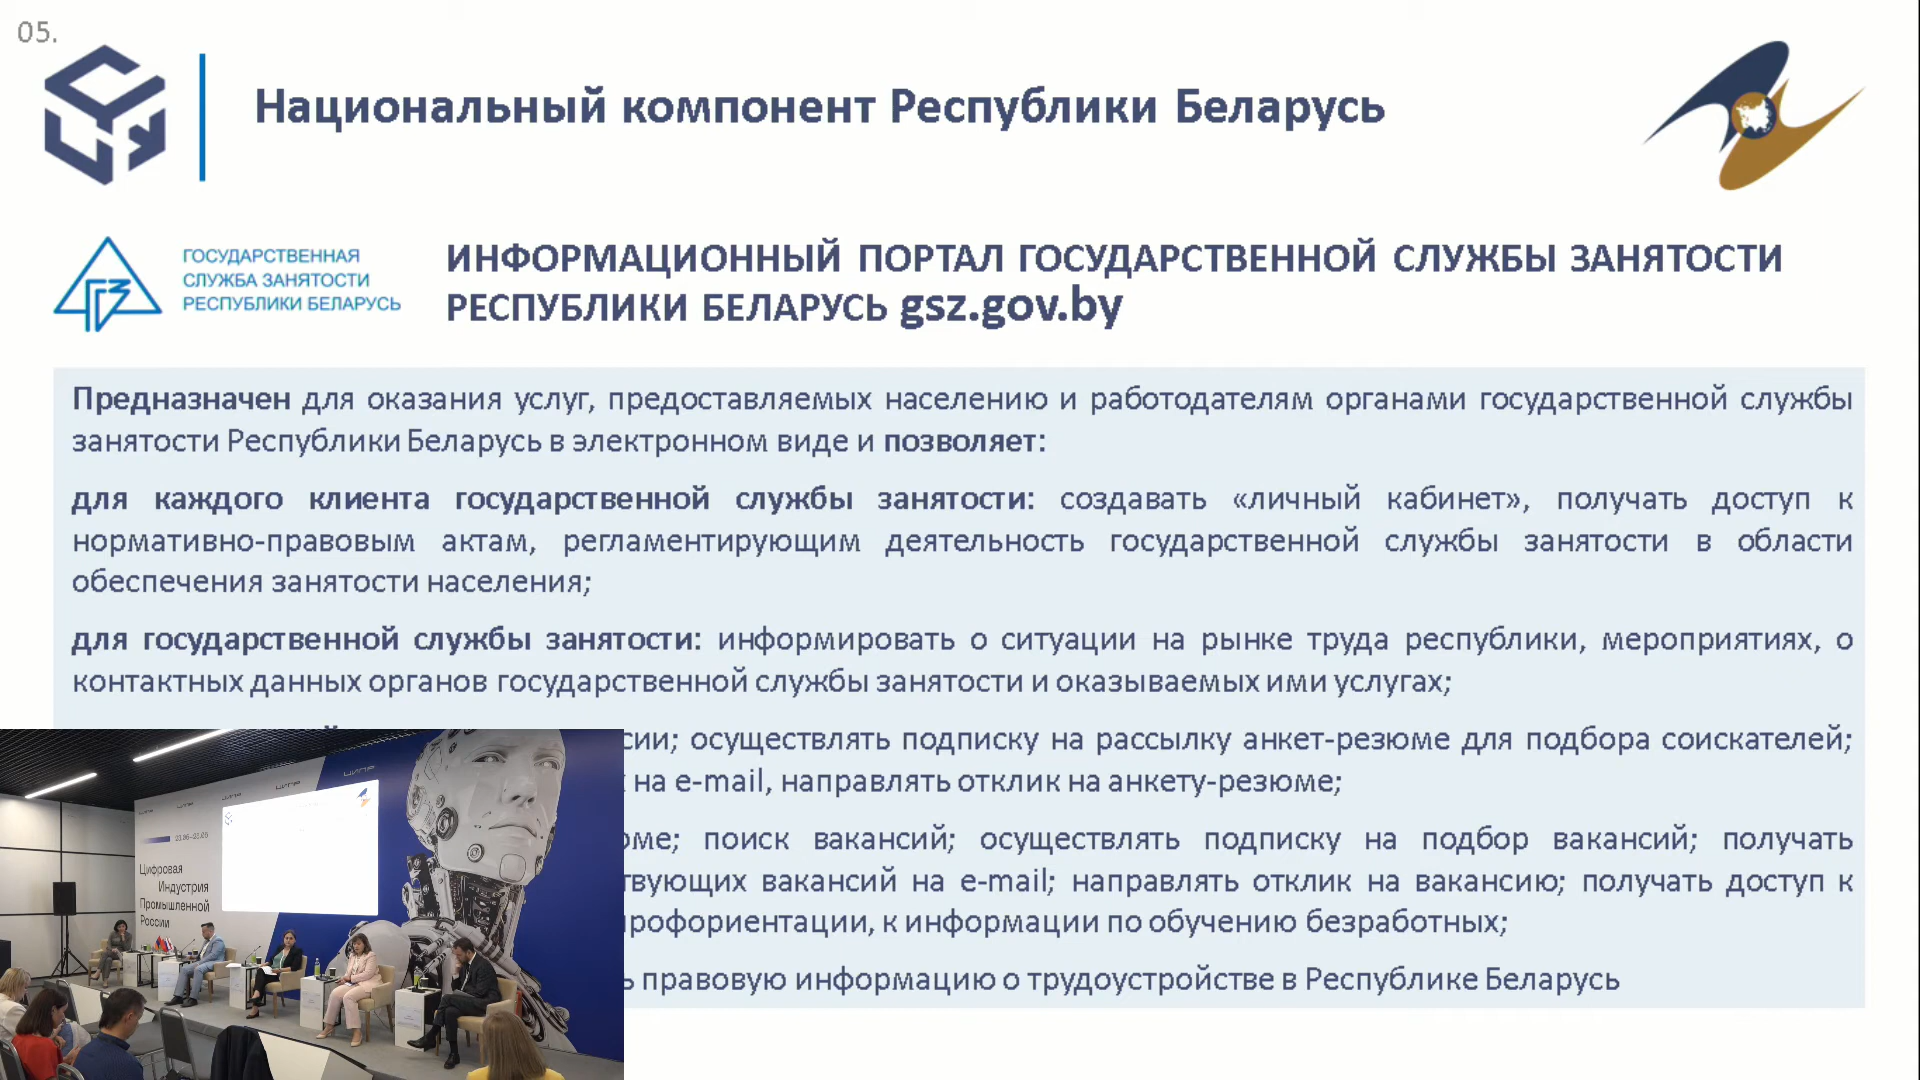 05.
Национальный компонент Республики Беларусь
ГОСУДАРСТВЕННАЯ
СЛУЖБА ЗАНЯТОСТИ
РЕСПУБЛИКИ БЕЛАРУСЬ
ИНФОРМАЦИОННЫЙ ПОРТАЛ ГОСУДАРСТВЕННОЙ СЛУЖБЫ ЗАНЯТОСТИ
РЕСПУБЛИКИ БЕЛАРУСЬ gsz.gov.by
Предназначен для оказания услуг, предоставляемых населению и работодателям органами государственной службы
занятости Республики Беларусь в электронном виде и позволяет:
для каждого клиента государственной службы занятости: создавать «личный кабинет», получать доступ к
нормативно-правовым актам, регламентирующим деятельность государственной службы занятости в области
обеспечения занятости населения;
для государственной службы занятости: информировать о ситуации на рынке труда республики, мероприятиях, о
контактных данных органов государственной службы занятости и оказываемых ими услугах;
осуществлять подписку на рассылку анкет-резюме для подбора соискателей;
на e-mail, направлять отклик на анкету-резюме;
поиск вакансий; осуществлять подписку на подбор вакансий; получать
вакансий на e-mail; направлять отклик на вакансию; получать доступ к
профориентации, к информации по обучению безработных;
правовую информацию о трудоустройстве в Республике Беларусь
ЦИПР
Цифровая
Индустрия
Промышленной
России